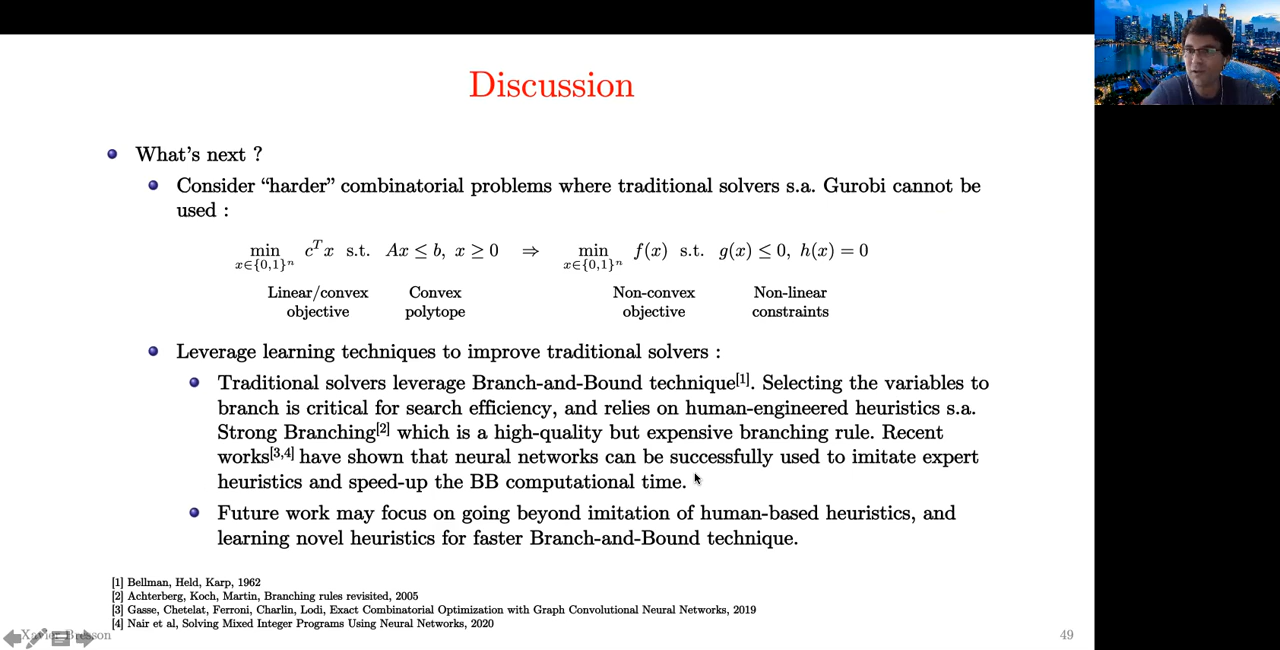 Discussion
What's next ?
Consider “harder” combinatorial problems where traditional solvers s.a. Gurobi cannot be
used :
min x∈{0,1}ⁿ cᵀx s.t. Ax ≤ b, x ≥ 0 ⇒ min x∈{0,1}ⁿ f(x) s.t. g(x) ≤ 0, h(x) = 0
Linear/convex objective Convex polytope Non-convex objective Non-linear constraints
Leverage learning techniques to improve traditional solvers :
Traditional solvers leverage Branch-and-Bound technique[1]. Selecting the variables to
branch is critical for search efficiency, and relies on human-engineered heuristics s.a.
Strong Branching[2] which is a high-quality but expensive branching rule. Recent
works[3,4] have shown that neural networks can be successfully used to imitate expert
heuristics and speed-up the BB computational time.
Future work may focus on going beyond imitation of human-based heuristics, and
learning novel heuristics for faster Branch-and-Bound technique.
[1] Bellman, Held, Karp, 1962
[2] Achterberg, Koch, Martin, Branching rules revisited, 2005
[3] Gasse, Chetelat, Ferroni, Charlin, Lodi, Exact Combinatorial Optimization with Graph Convolutional Neural Networks, 2019
[4] Nair et al, Solving Mixed Integer Programs Using Neural Networks, 2020
Xavier Bresson
49